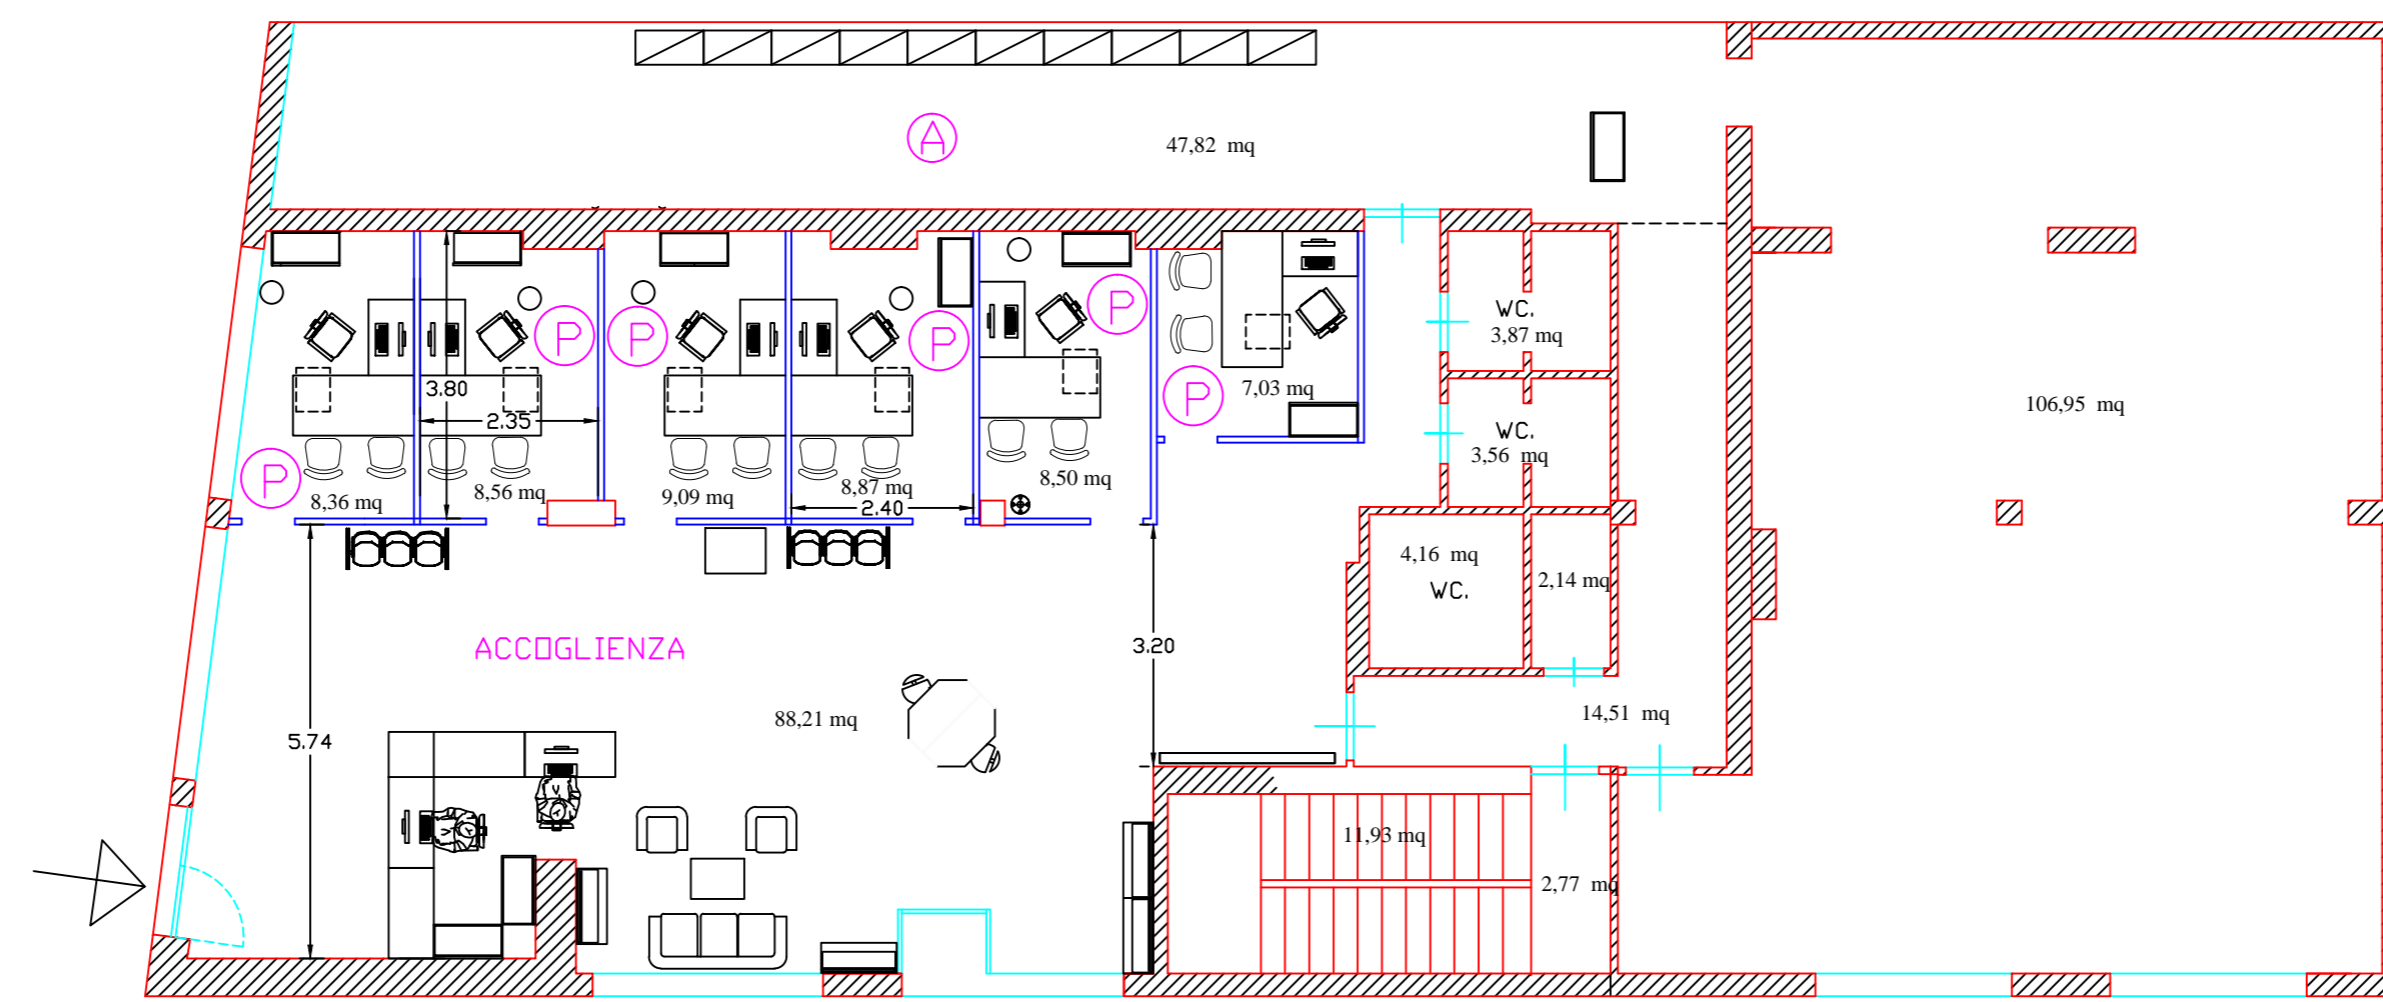 A
47,82 mq
WC.
3,87 mq
P
P
P
P
P
7,03 mq
3.80
2.35
106,95 mq
WC.
3,56 mq
P
8,36 mq
8,56 mq
9,09 mq
8,87 mq
2.40
8,50 mq
4,16 mq
WC.
2,14 mq
ACCOGLIENZA
3.20
88,21 mq
14,51 mq
5.74
11,93 mq
2,77 mq